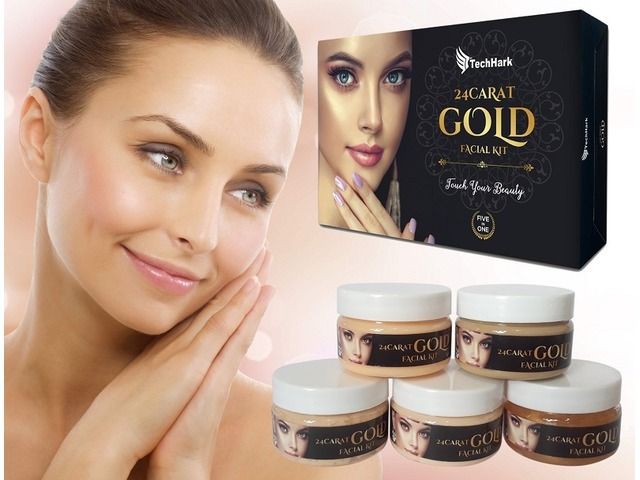 TechHark
24CARAT
GOLD
FACIAL KIT
Touch Your Beauty
FIVE
IN
ONE
24CARAT GOLD
FACIAL KIT
24CARAT GOLD
FACIAL KIT
24CARAT GOLD
FACIAL KIT
24CARAT GOLD
FACIAL KIT
24CARAT GOLD
FACIAL KIT